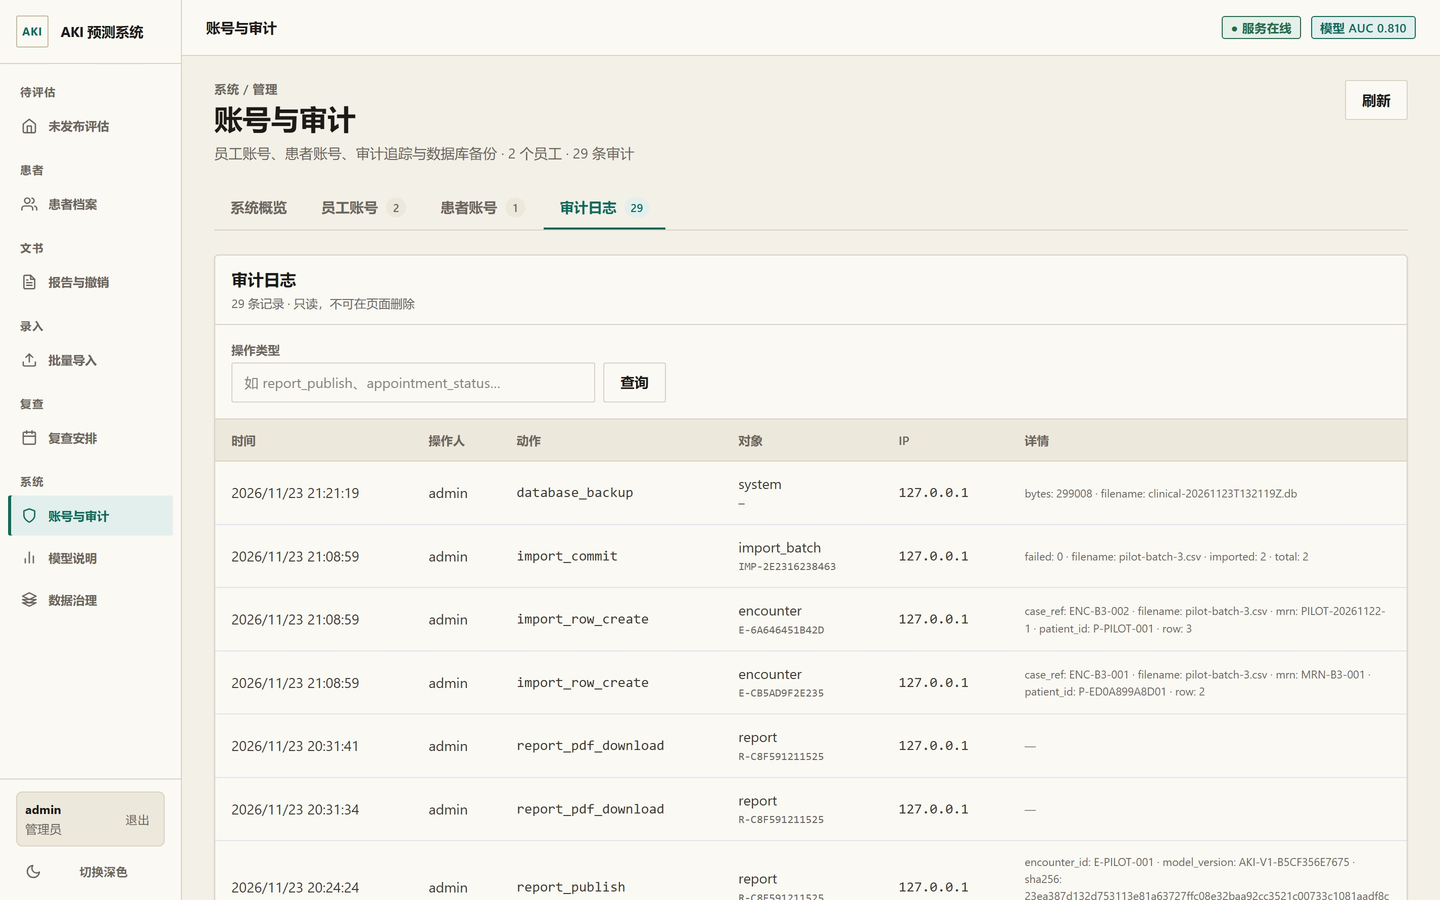 AKI
AKI 预测系统
待评估
未发布评估
患者
患者档案
文书
报告与撤销
录入
批量导入
复查
复查安排
系统
账号与审计
模型说明
数据治理
admin
管理员
退出
切换深色
账号与审计
服务在线
模型 AUC 0.810
系统 / 管理
账号与审计
员工账号、患者账号、审计追踪与数据库备份 · 2 个员工 · 29 条审计
刷新
系统概览
员工账号 2
患者账号 1
审计日志 29
审计日志
29 条记录 · 只读，不可在页面删除
操作类型
如 report_publish、appointment_status...
查询
时间 操作人 动作 对象 IP 详情
2026/11/23 21:21:19 admin database_backup system 127.0.0.1 bytes: 299008 · filename: clinical-20261123T132119Z.db
–
2026/11/23 21:08:59 admin import_commit import_batch 127.0.0.1 failed: 0 · filename: pilot-batch-3.csv · imported: 2 · total: 2
IMP-2E2316238463
2026/11/23 21:08:59 admin import_row_create encounter 127.0.0.1 case_ref: ENC-B3-002 · filename: pilot-batch-3.csv · mrn: PILOT-20261122-
E-6A646451B42D 1 · patient_id: P-PILOT-001 · row: 3
2026/11/23 21:08:59 admin import_row_create encounter 127.0.0.1 case_ref: ENC-B3-001 · filename: pilot-batch-3.csv · mrn: MRN-B3-001 ·
E-CB5AD9F2E235 patient_id: P-ED0A899A8D01 · row: 2
2026/11/23 20:31:41 admin report_pdf_download report 127.0.0.1 —
R-C8F591211525
2026/11/23 20:31:34 admin report_pdf_download report 127.0.0.1 —
R-C8F591211525
encounter_id: E-PILOT-001 · model_version: AKI-V1-B5CF356E7675 ·
sha256:
2026/11/23 20:24:24 admin report_publish report 127.0.0.1
R-C8F591211525 23ea387d132d753113e81a63727ffc08e32baa92cc3521c00733c1081aadf8c